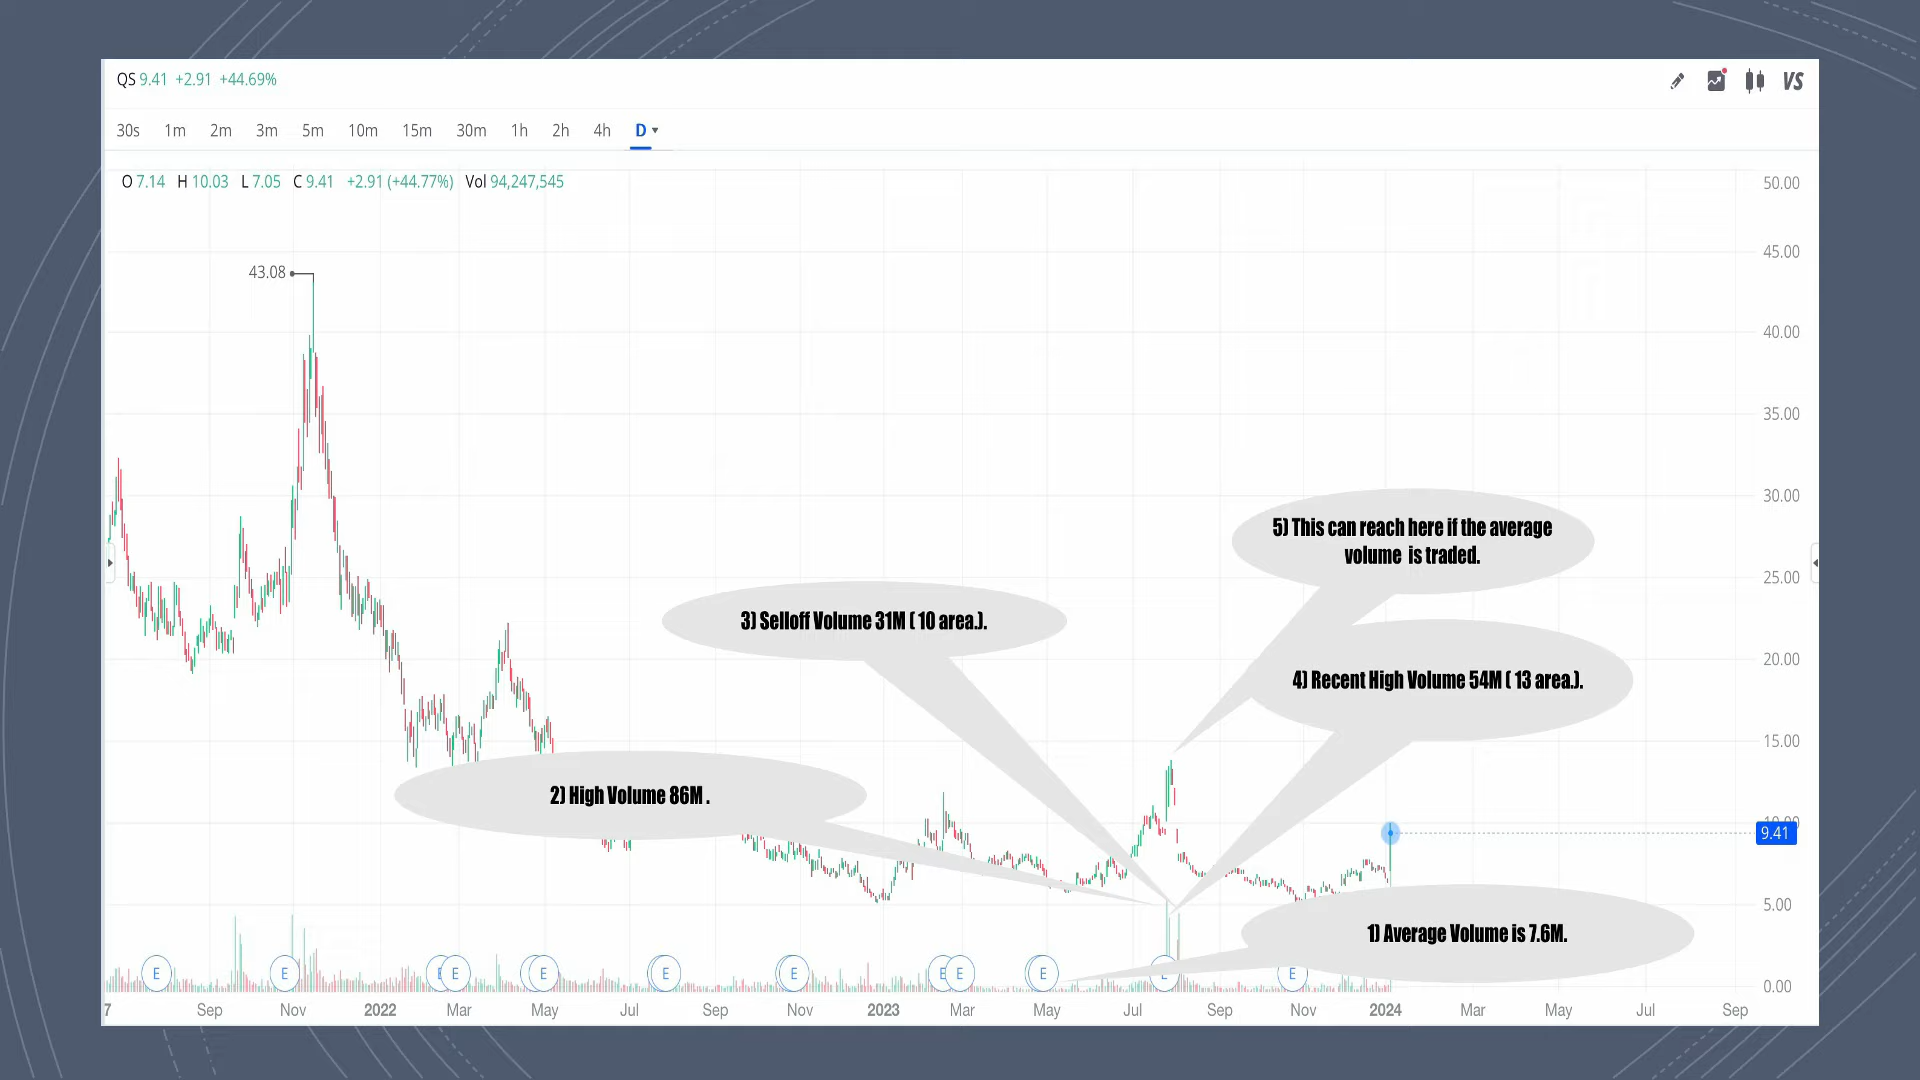 QS 9.41 +2.91 +44.69%
VS
30s 1m 2m 3m 5m 10m 15m 30m 1h 2h 4h D
O 7.14 H 10.03 L 7.05 C 9.41 +2.91 (+44.77%) Vol 94,247,545
50.00
45.00
43.08
40.00
35.00
30.00
5) This can reach here if the average
volume is traded.
25.00
3) Selloff Volume 31M ( 10 area.).
20.00
4) Recent High Volume 54M ( 13 area.).
15.00
2) High Volume 86M .
10.00
9.41
5.00
1) Average Volume is 7.6M.
E E E E E E E E E E E E E
0.00
7 Sep Nov 2022 Mar May Jul Sep Nov 2023 Mar May Jul Sep Nov 2024 Mar May Jul Sep